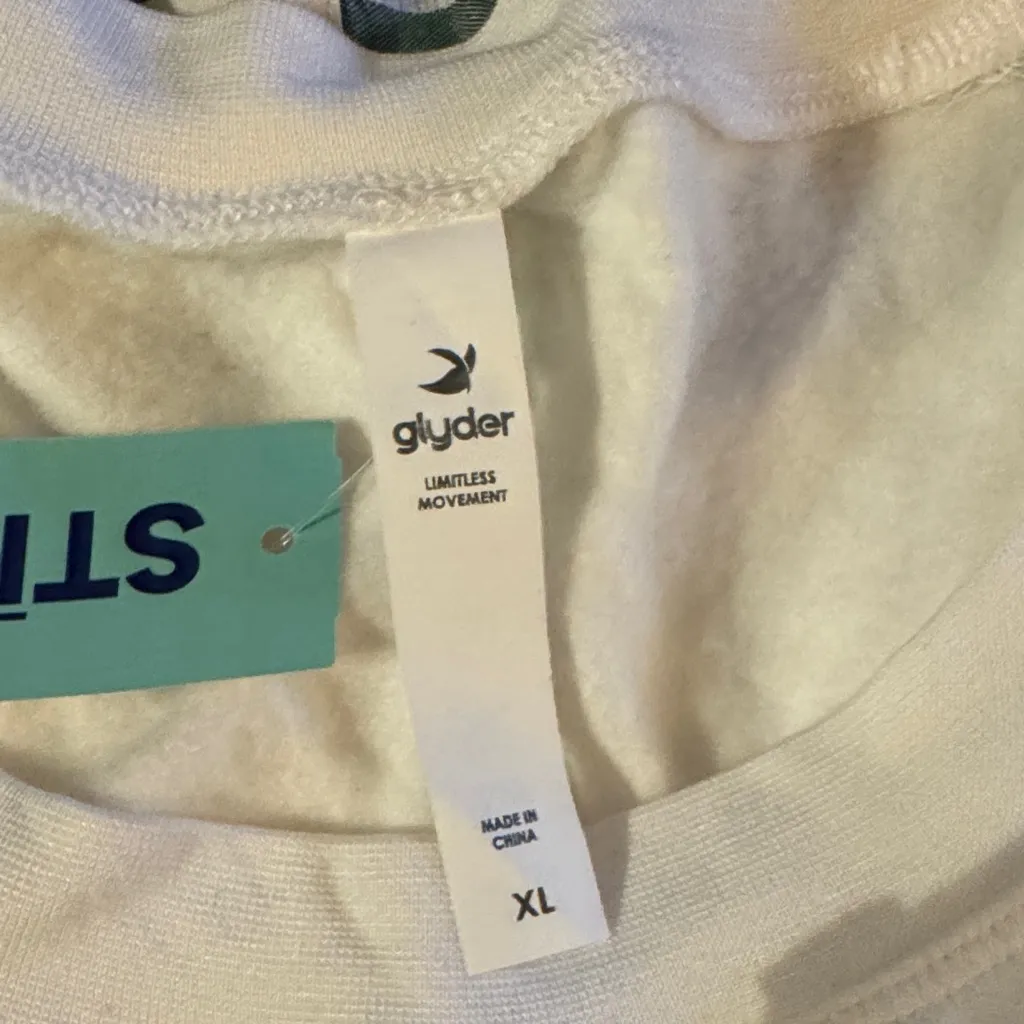 glyder
LIMITLESS
MOVEMENT
MADE IN
CHINA
XL